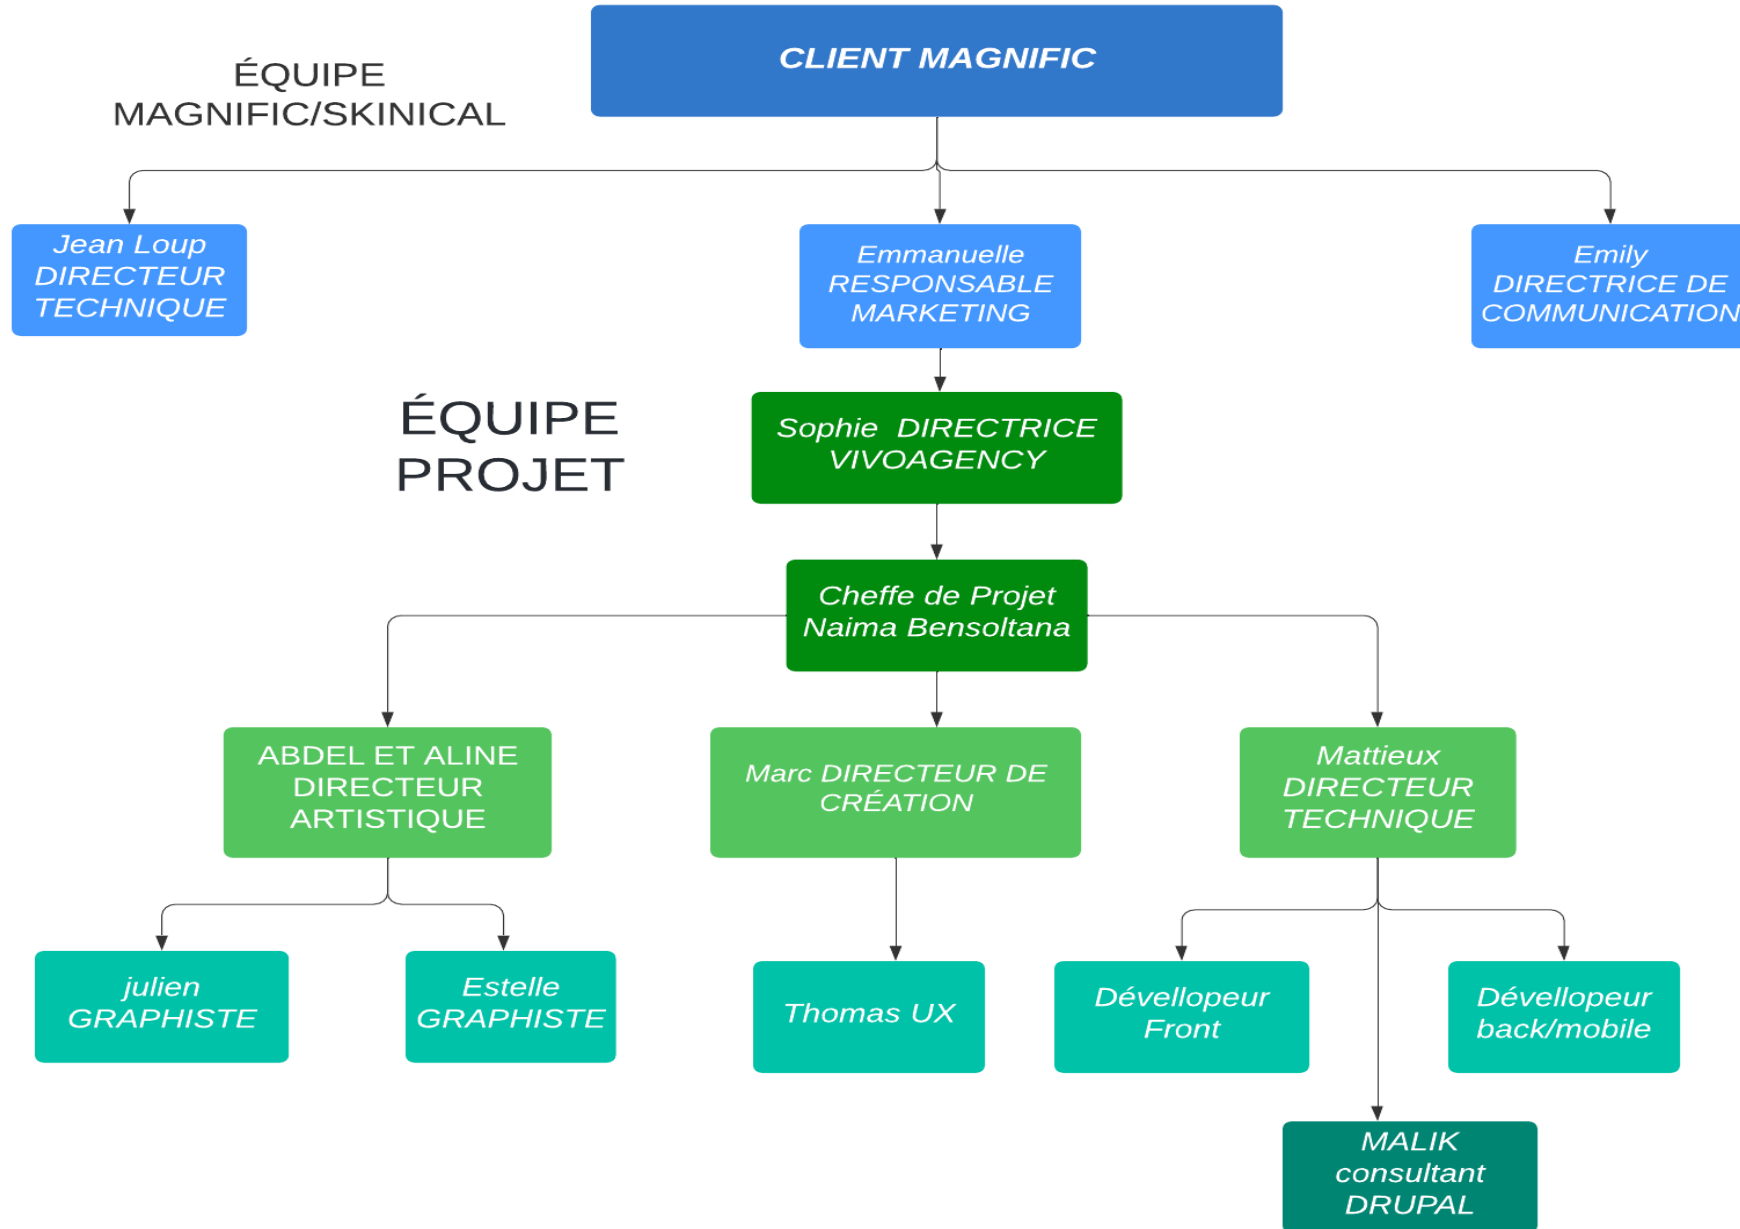 CLIENT MAGNIFIC
ÉQUIPE
MAGNIFIC/SKINICAL
Jean Loup
DIRECTEUR
TECHNIQUE
Emmanuelle
RESPONSABLE
MARKETING
Emily
DIRECTRICE DE
COMMUNICATION
ÉQUIPE
PROJET
Sophie  DIRECTRICE
VIVOAGENCY
Cheffe de Projet
Naima Bensoltana
ABDEL ET ALINE
DIRECTEUR
ARTISTIQUE
Marc DIRECTEUR DE
CRÉATION
Mattieux
DIRECTEUR
TECHNIQUE
julien
GRAPHISTE
Estelle
GRAPHISTE
Thomas UX
Dévellopeur
Front
Dévellopeur
back/mobile
MALIK
consultant
DRUPAL